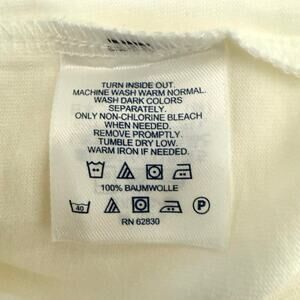 TURN INSIDE OUT.
MACHINE WASH WARM NORMAL.
WASH DARK COLORS
SEPARATELY.
ONLY NON-CHLORINE BLEACH
WHEN NEEDED.
REMOVE PROMPTLY.
TUMBLE DRY LOW.
WARM IRON IF NEEDED.
100% BAUMWOLLE
40 P
RN 62830